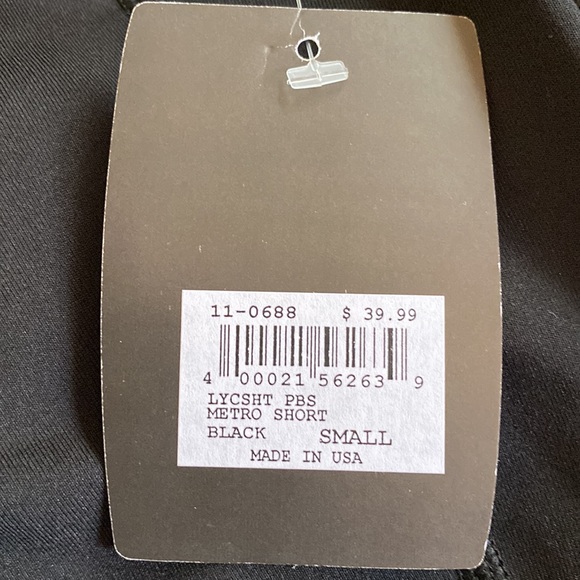 11-0688 $ 39.99
4 00021 56263 9
LYCSHT PBS
METRO SHORT
BLACK SMALL
MADE IN USA